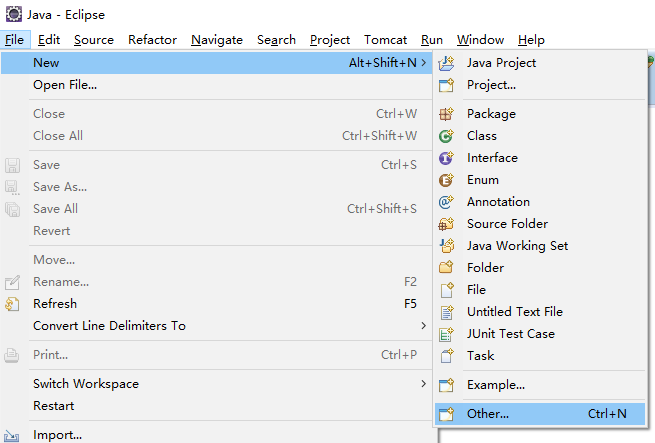 Java - Eclipse
File Edit Source Refactor Navigate Search Project Tomcat Run Window Help
New Alt+Shift+N
Open File...
Close Ctrl+W
Close All Ctrl+Shift+W
Save Ctrl+S
Save As...
Save All Ctrl+Shift+S
Revert
Move...
Rename... F2
Refresh F5
Convert Line Delimiters To
Print... Ctrl+P
Switch Workspace
Restart
Import...
Java Project
Project...
Package
Class
Interface
Enum
Annotation
Source Folder
Java Working Set
Folder
File
Untitled Text File
JUnit Test Case
Task
Example...
Other... Ctrl+N